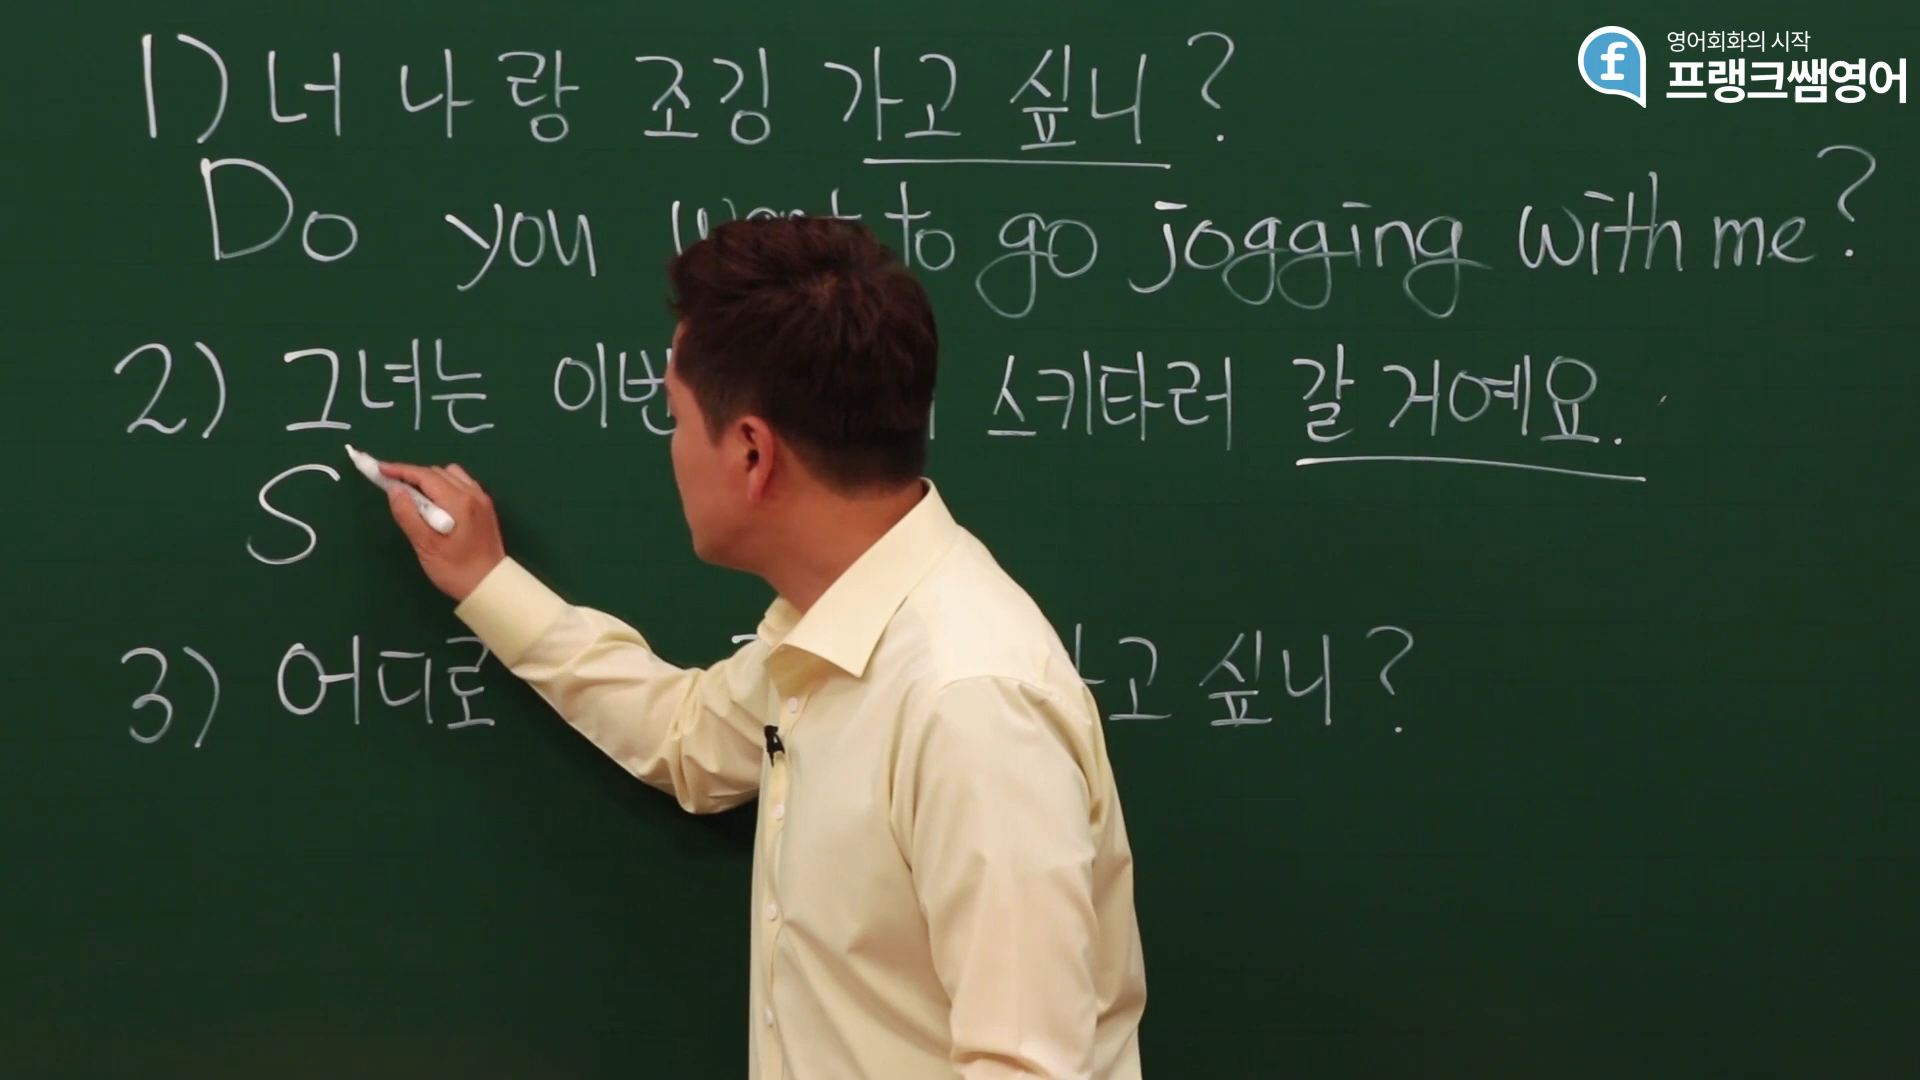 영어회화의 시작
프랭크쌤영어
1) 너 나랑 조깅 가고 싶니?
Do you want to go jogging with me?
2) 그녀는 이번 스키타러 갈 거예요.
S
3) 어디로 고 싶니?